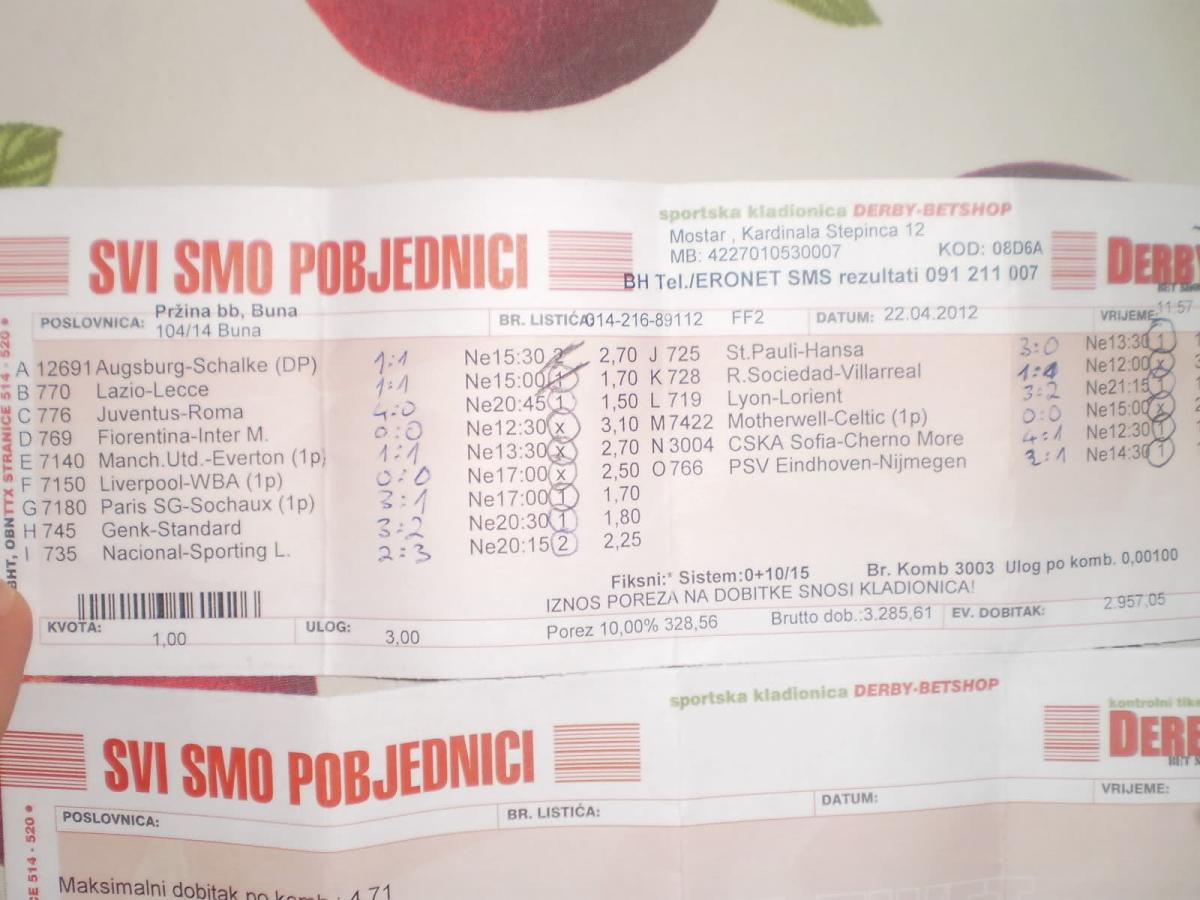 sportska kladionica DERBY-BETSHOP
Mostar , Kardinala Stepinca 12
MB: 4227010530007 KOD: 08D6A
SVI SMO POBJEDNICI
BH Tel./ERONET SMS rezultati 091 211 007
POSLOVNICA: Pržina bb, Buna
104/14 Buna
BR. LISTIĆA: 014-216-89112 FF2 DATUM: 22.04.2012 VRIJEME: 11:57
A 12691 Augsburg-Schalke (DP) 1:1 Ne15:30 2 2,70 J 725 St.Pauli-Hansa 3:0 Ne13:30 1
B 770 Lazio-Lecce 1:1 Ne15:00 1 1,70 K 728 R.Sociedad-Villarreal 1:1 Ne12:00 x
C 776 Juventus-Roma 4:0 Ne20:45 1 1,50 L 719 Lyon-Lorient 3:2 Ne21:15 1
D 769 Fiorentina-Inter M. 0:0 Ne12:30 x 3,10 M 7422 Motherwell-Celtic (1p) 0:0 Ne15:00 x
E 7140 Manch.Utd.-Everton (1p) 1:1 Ne13:30 x 2,70 N 3004 CSKA Sofia-Cherno More 4:1 Ne12:30 1
F 7150 Liverpool-WBA (1p) 0:0 Ne17:00 x 2,50 O 766 PSV Eindhoven-Nijmegen 2:1 Ne14:30 1
G 7180 Paris SG-Sochaux (1p) 3:1 Ne17:00 1 1,70
H 745 Genk-Standard 3:2 Ne20:30 1 1,80
I 735 Nacional-Sporting L. 2:3 Ne20:15 2 2,25
Fiksni:* Sistem:0+10/15 Br. Komb 3003 Ulog po komb. 0,00100
IZNOS POREZA NA DOBITKE SNOSI KLADIONICA!
KVOTA: 1,00 ULOG: 3,00 Porez 10,00% 328,56 Brutto dob.:3.285,61 EV. DOBITAK: 2.957,05
sportska kladionica DERBY-BETSHOP
SVI SMO POBJEDNICI
POSLOVNICA: BR. LISTIĆA: DATUM: VRIJEME: